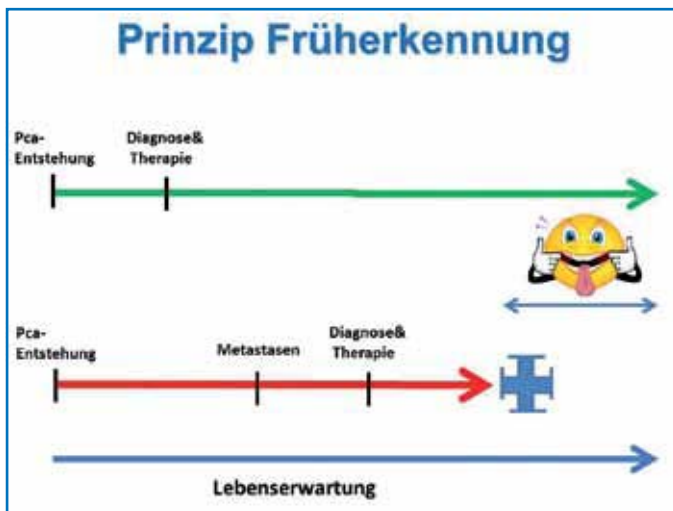 Prinzip Früherkennung
Pca-
Entstehung
Diagnose&
Therapie
Pca-
Entstehung
Metastasen
Diagnose&
Therapie
Lebenserwartung